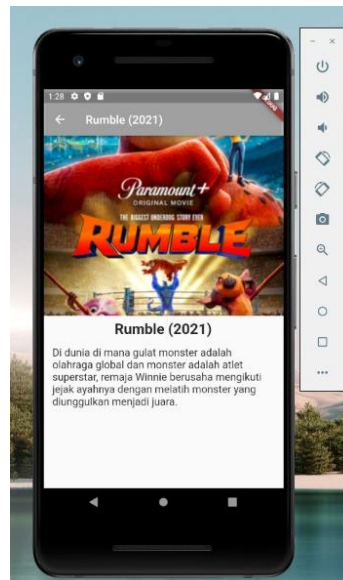 1:28
DEBUG
Rumble (2021)
Paramount+
ORIGINAL MOVIE
THE BIGGEST UNDERDOG STORY EVER
RUMBLE
Rumble (2021)
Di dunia di mana gulat monster adalah
olahraga global dan monster adalah atlet
superstar, remaja Winnie berusaha mengikuti
jejak ayahnya dengan melatih monster yang
diunggulkan menjadi juara.